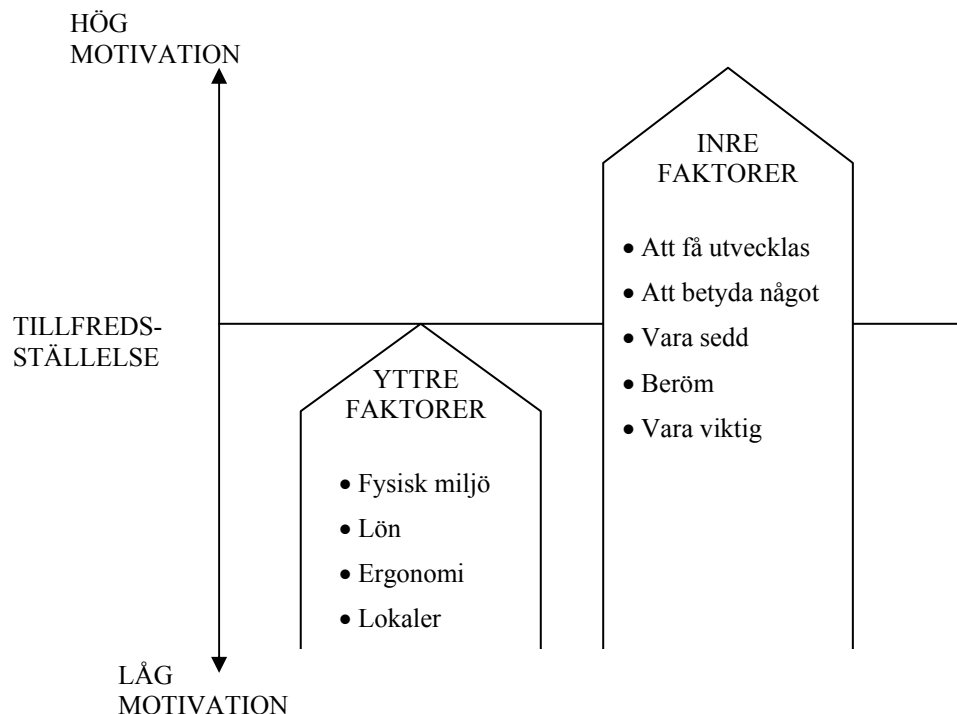 HÖG
MOTIVATION
INRE
FAKTORER
• Att få utvecklas
• Att betyda något
• Vara sedd
• Beröm
• Vara viktig
TILLFREDS-
STÄLLELSE
YTTRE
FAKTORER
• Fysisk miljö
• Lön
• Ergonomi
• Lokaler
LÅG
MOTIVATION